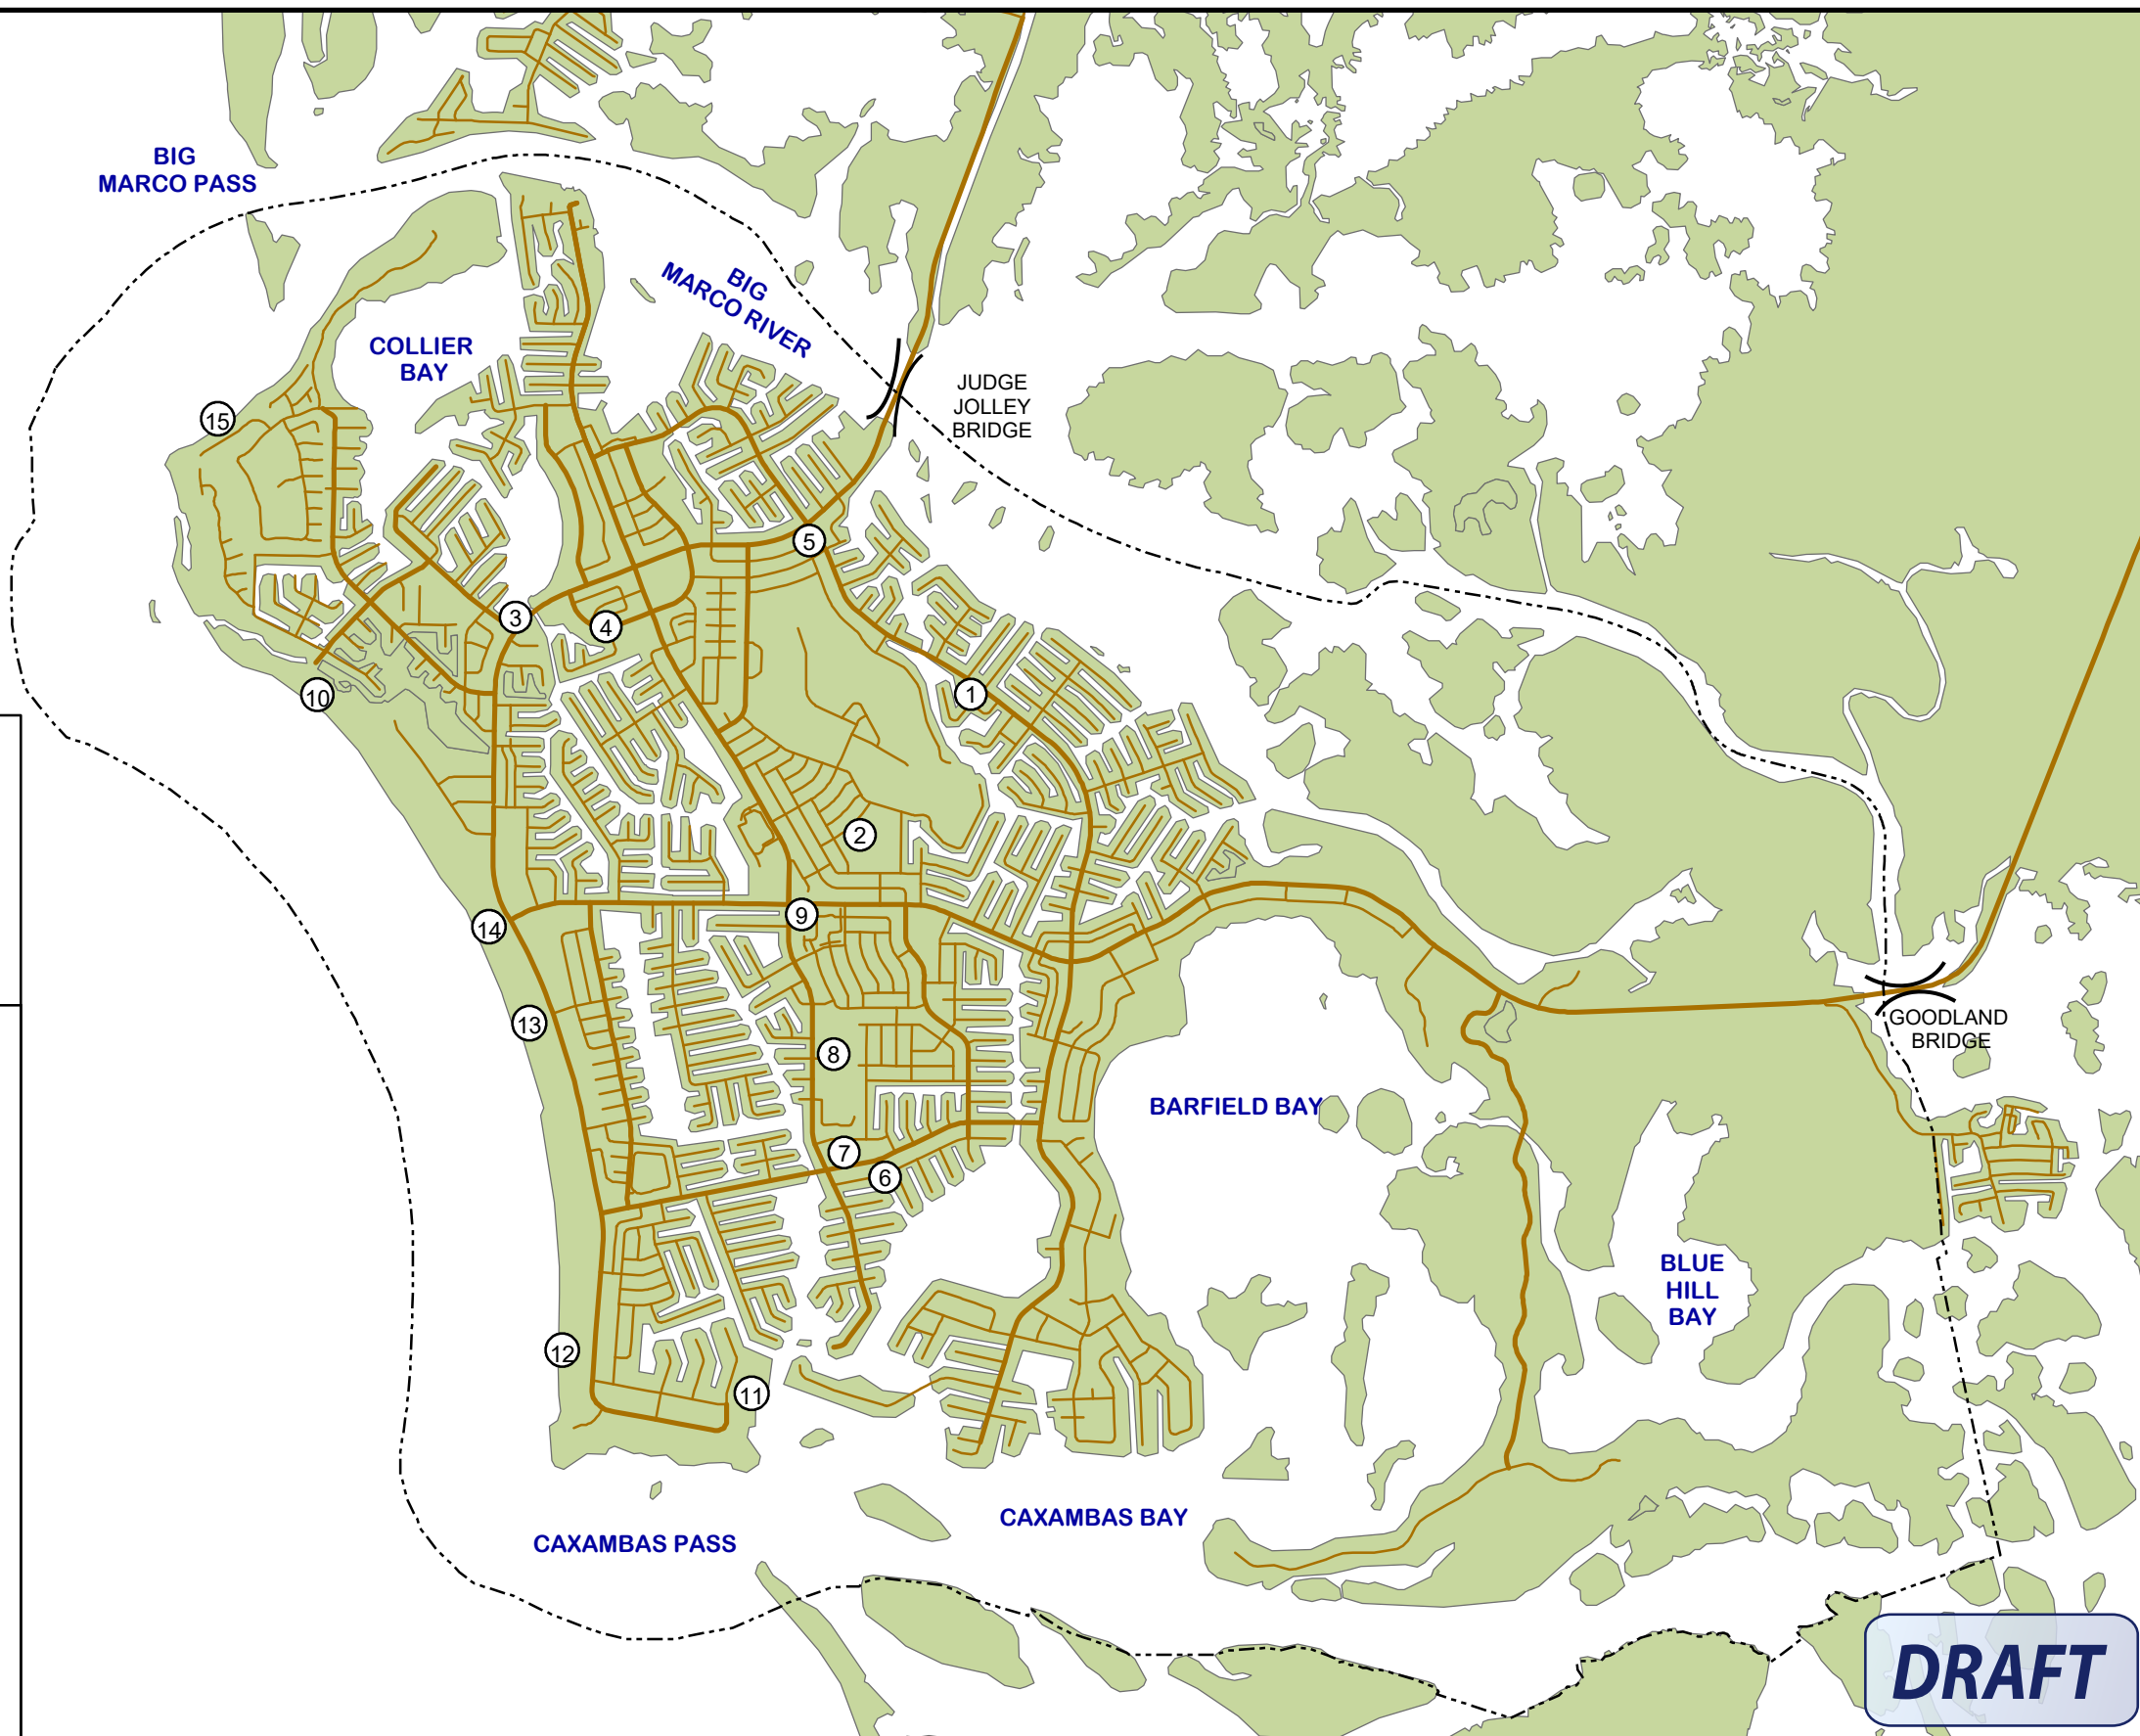 BIG
MARCO PASS
BIG
MARCO RIVER
COLLIER
BAY
JUDGE
JOLLEY
BRIDGE
15
5
3
4
10
1
2
9
14
13
8
GOODLAND
BRIDGE
BARFIELD BAY
7
6
BLUE
HILL
BAY
12
11
CAXAMBAS BAY
CAXAMBAS PASS
DRAFT